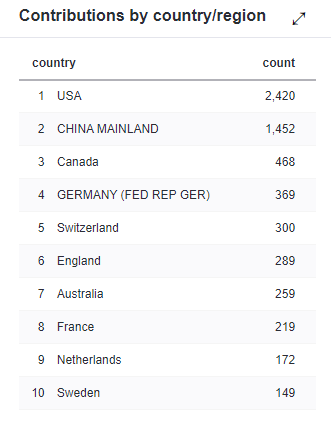 Contributions by country/region
country count
1 USA 2,420
2 CHINA MAINLAND 1,452
3 Canada 468
4 GERMANY (FED REP GER) 369
5 Switzerland 300
6 England 289
7 Australia 259
8 France 219
9 Netherlands 172
10 Sweden 149